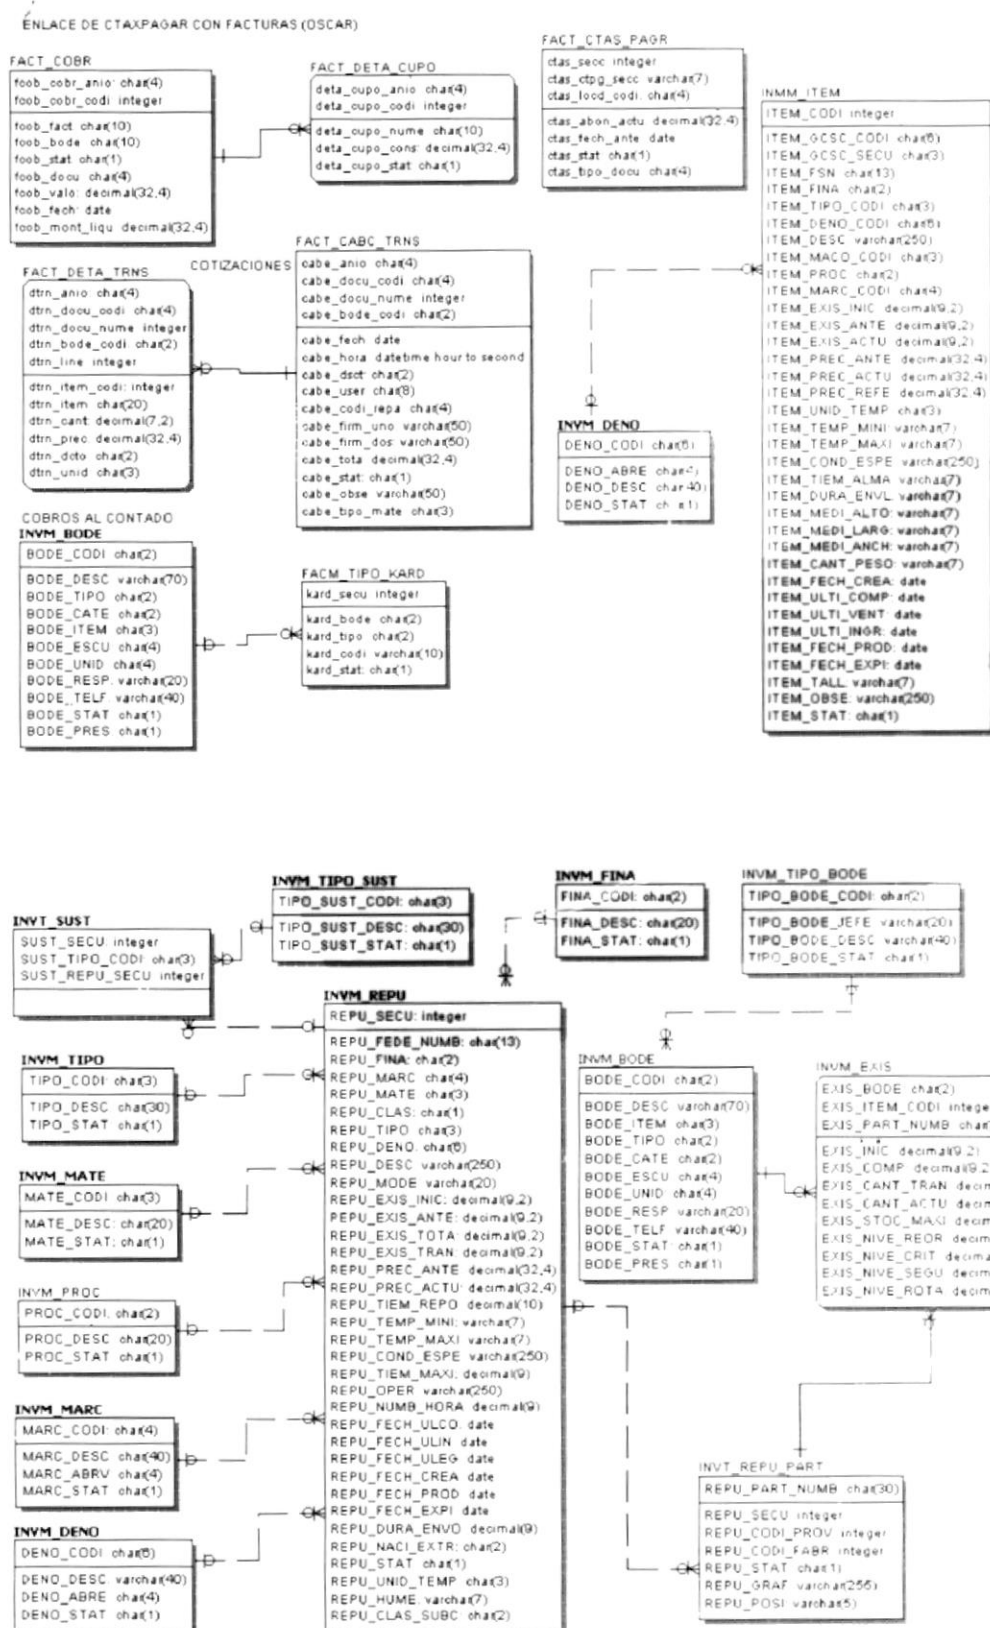 ENLACE DE CTAXPAGAR CON FACTURAS (OSCAR)
FACT_COBR
foob_cobr_anio: char(4)
foob_cobr_codi: integer
foob_fact: char(10)
foob_bode: char(10)
foob_stat: char(1)
foob_docu: char(4)
foob_valo: decimal(32,4)
foob_fech: date
foob_mont_liqu: decimal(32,4)
FACT_DETA_CUPO
deta_cupo_anio: char(4)
deta_cupo_codi: integer
deta_cupo_nume: char(10)
deta_cupo_cons: decimal(32,4)
deta_cupo_stat: char(1)
FACT_CTAS_PAGR
ctas_secc: integer
ctas_ctpg_secc: varchar(7)
ctas_locd_codi: char(4)
ctas_abon_actu: decimal(32,4)
ctas_fech_ante: date
ctas_stat: char(1)
ctas_tipo_docu: char(4)
INMM_ITEM
ITEM_CODI: integer
ITEM_GCSC_CODI: char(6)
ITEM_GCSC_SECU: char(3)
ITEM_FSN: char(13)
ITEM_FINA: char(2)
ITEM_TIPO_CODI: char(3)
ITEM_DENO_CODI: char(6)
ITEM_DESC: varchar(250)
ITEM_MACO_CODI: char(3)
ITEM_PROC: char(2)
ITEM_MARC_CODI: char(4)
ITEM_EXIS_INIC: decimal(9,2)
ITEM_EXIS_ANTE: decimal(9,2)
ITEM_EXIS_ACTU: decimal(9,2)
ITEM_PREC_ANTE: decimal(32,4)
ITEM_PREC_ACTU: decimal(32,4)
ITEM_PREC_REFE: decimal(32,4)
ITEM_UNID_TEMP: char(3)
ITEM_TEMP_MINI: varchar(7)
ITEM_TEMP_MAXI: varchar(7)
ITEM_COND_ESPE: varchar(250)
ITEM_TIEM_ALMA: varchar(7)
ITEM_DURA_ENVL: varchar(7)
ITEM_MEDI_ALTO: varchar(7)
ITEM_MEDI_LARG: varchar(7)
ITEM_MEDI_ANCH: varchar(7)
ITEM_CANT_PESO: varchar(7)
ITEM_FECH_CREA: date
ITEM_ULTI_COMP: date
ITEM_ULTI_VENT: date
ITEM_ULTI_INGR: date
ITEM_FECH_PROD: date
ITEM_FECH_EXPI: date
ITEM_TALL: varchar(7)
ITEM_OBSE: varchar(250)
ITEM_STAT: char(1)
FACT_DETA_TRNS
dtrn_anio: char(4)
dtrn_docu_codi: char(4)
dtrn_docu_nume: integer
dtrn_bode_codi: char(2)
dtrn_line: integer
dtrn_item_codi: integer
dtrn_item: char(20)
dtrn_cant: decimal(7,2)
dtrn_prec: decimal(32,4)
dtrn_dcto: char(2)
dtrn_unid: char(3)
COTIZACIONES
FACT_CABC_TRNS
cabe_anio: char(4)
cabe_docu_codi: char(4)
cabe_docu_nume: integer
cabe_bode_codi: char(2)
cabe_fech: date
cabe_hora: datetime hour to second
cabe_dsct: char(2)
cabe_user: char(8)
cabe_codi_repa: char(4)
cabe_firm_uno: varchar(50)
cabe_firm_dos: varchar(50)
cabe_tota: decimal(32,4)
cabe_stat: char(1)
cabe_obse: varchar(50)
cabe_tipo_mate: char(3)
INVM_DENO
DENO_CODI: char(6)
DENO_ABRE: char(4)
DENO_DESC: char(40)
DENO_STAT: char(1)
COBROS AL CONTADO
INVM_BODE
BODE_CODI: char(2)
BODE_DESC: varchar(70)
BODE_TIPO: char(2)
BODE_CATE: char(2)
BODE_ITEM: char(3)
BODE_ESCU: char(4)
BODE_UNID: char(4)
BODE_RESP: varchar(20)
BODE_TELF: varchar(40)
BODE_STAT: char(1)
BODE_PRES: char(1)
FACM_TIPO_KARD
kard_secu: integer
kard_bode: char(2)
kard_tipo: char(2)
kard_codi: varchar(10)
kard_stat: char(1)
INVT_SUST
SUST_SECU: integer
SUST_TIPO_CODI: char(3)
SUST_REPU_SECU: integer
INVM_TIPO_SUST
TIPO_SUST_CODI: char(3)
TIPO_SUST_DESC: char(30)
TIPO_SUST_STAT: char(1)
INVM_FINA
FINA_CODI: char(2)
FINA_DESC: char(20)
FINA_STAT: char(1)
INVM_TIPO_BODE
TIPO_BODE_CODI: char(2)
TIPO_BODE_JEFE: varchar(20)
TIPO_BODE_DESC: varchar(40)
TIPO_BODE_STAT: char(1)
INVM_TIPO
TIPO_CODI: char(3)
TIPO_DESC: char(30)
TIPO_STAT: char(1)
INVM_MATE
MATE_CODI: char(3)
MATE_DESC: char(20)
MATE_STAT: char(1)
INVM_PROC
PROC_CODI: char(2)
PROC_DESC: char(20)
PROC_STAT: char(1)
INVM_MARC
MARC_CODI: char(4)
MARC_DESC: char(40)
MARC_ABRV: char(4)
MARC_STAT: char(1)
INVM_DENO
DENO_CODI: char(6)
DENO_DESC: varchar(40)
DENO_ABRE: char(4)
DENO_STAT: char(1)
INVM_REPU
REPU_SECU: integer
REPU_FEDE_NUMB: char(13)
REPU_FINA: char(2)
REPU_MARC: char(4)
REPU_MATE: char(3)
REPU_CLAS: char(1)
REPU_TIPO: char(3)
REPU_DENO: char(6)
REPU_DESC: varchar(250)
REPU_MODE: varchar(20)
REPU_EXIS_INIC: decimal(9,2)
REPU_EXIS_ANTE: decimal(9,2)
REPU_EXIS_TOTA: decimal(9,2)
REPU_EXIS_TRAN: decimal(9,2)
REPU_PREC_ANTE: decimal(32,4)
REPU_PREC_ACTU: decimal(32,4)
REPU_TIEM_REPO: decimal(10)
REPU_TEMP_MINI: varchar(7)
REPU_TEMP_MAXI: varchar(7)
REPU_COND_ESPE: varchar(250)
REPU_TIEM_MAXI: decimal(9)
REPU_OPER: varchar(250)
REPU_NUMB_HORA: decimal(9)
REPU_FECH_ULCO: date
REPU_FECH_ULIN: date
REPU_FECH_ULEG: date
REPU_FECH_CREA: date
REPU_FECH_PROD: date
REPU_FECH_EXPI: date
REPU_DURA_ENVO: decimal(9)
REPU_NACI_EXTR: char(2)
REPU_STAT: char(1)
REPU_UNID_TEMP: char(3)
REPU_HUME: varchar(7)
REPU_CLAS_SUBC: char(2)
INVM_BODE
BODE_CODI: char(2)
BODE_DESC: varchar(70)
BODE_ITEM: char(3)
BODE_TIPO: char(2)
BODE_CATE: char(2)
BODE_ESCU: char(4)
BODE_UNID: char(4)
BODE_RESP: varchar(20)
BODE_TELF: varchar(40)
BODE_STAT: char(1)
BODE_PRES: char(1)
INVM_EXIS
EXIS_BODE: char(2)
EXIS_ITEM_CODI: intege
EXIS_PART_NUMB: char
EXIS_INIC: decimal(9,2)
EXIS_COMP: decimal(9,2
EXIS_CANT_TRAN: decim
EXIS_CANT_ACTU: decim
EXIS_STOC_MAXI: decim
EXIS_NIVE_REOR: decim
EXIS_NIVE_CRIT: decima
EXIS_NIVE_SEGU: decim
EXIS_NIVE_ROTA: decim
INVT_REPU_PART
REPU_PART_NUMB: char(30)
REPU_SECU: integer
REPU_CODI_PROV: integer
REPU_CODI_FABR: integer
REPU_STAT: char(1)
REPU_GRAF: varchar(255)
REPU_POSI: varchar(5)